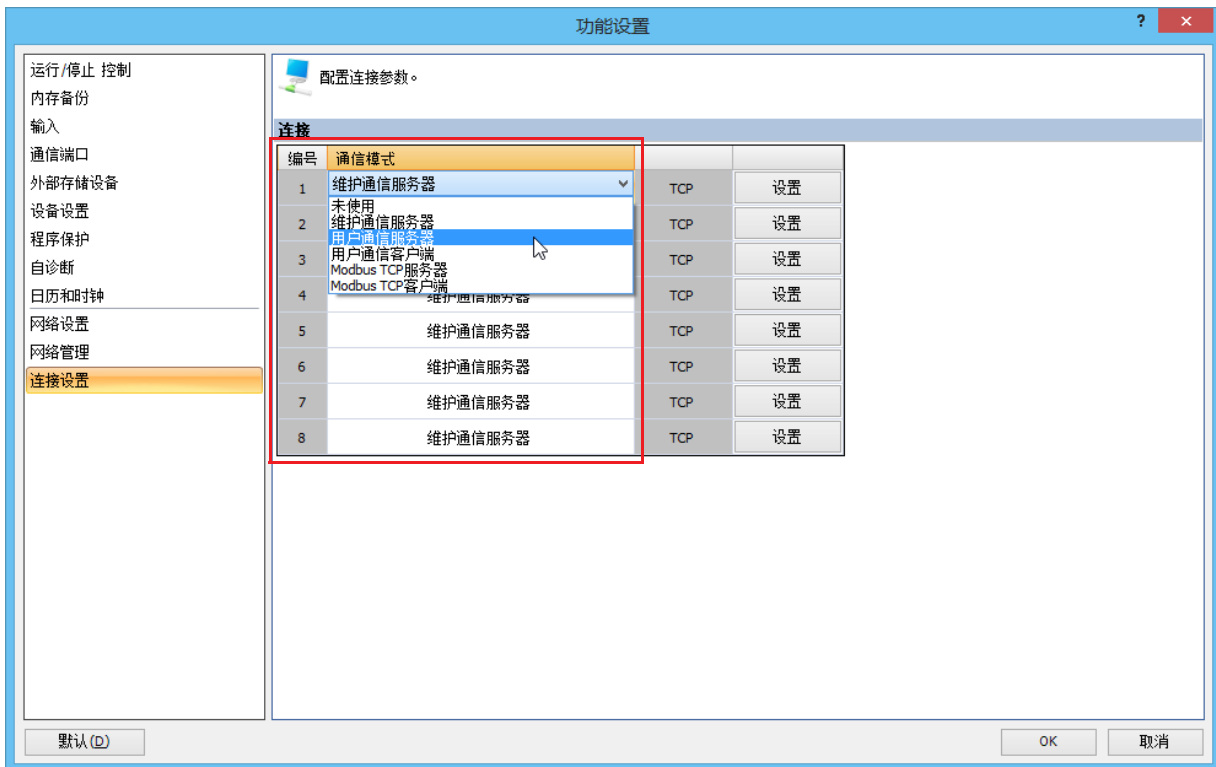 功能设置
?
×
运行/停止 控制
内存备份
输入
通信端口
外部存储设备
设备设置
程序保护
自诊断
日历和时钟
网络设置
网络管理
连接设置
配置连接参数。
连接
编号 通信模式
1 维护通信服务器 TCP 设置
未使用
维护通信服务器
用户通信服务器
用户通信客户端
Modbus TCP服务器
Modbus TCP客户端
2 TCP 设置
3 TCP 设置
4 维护通信服务器 TCP 设置
5 维护通信服务器 TCP 设置
6 维护通信服务器 TCP 设置
7 维护通信服务器 TCP 设置
8 维护通信服务器 TCP 设置
默认(D)
OK
取消